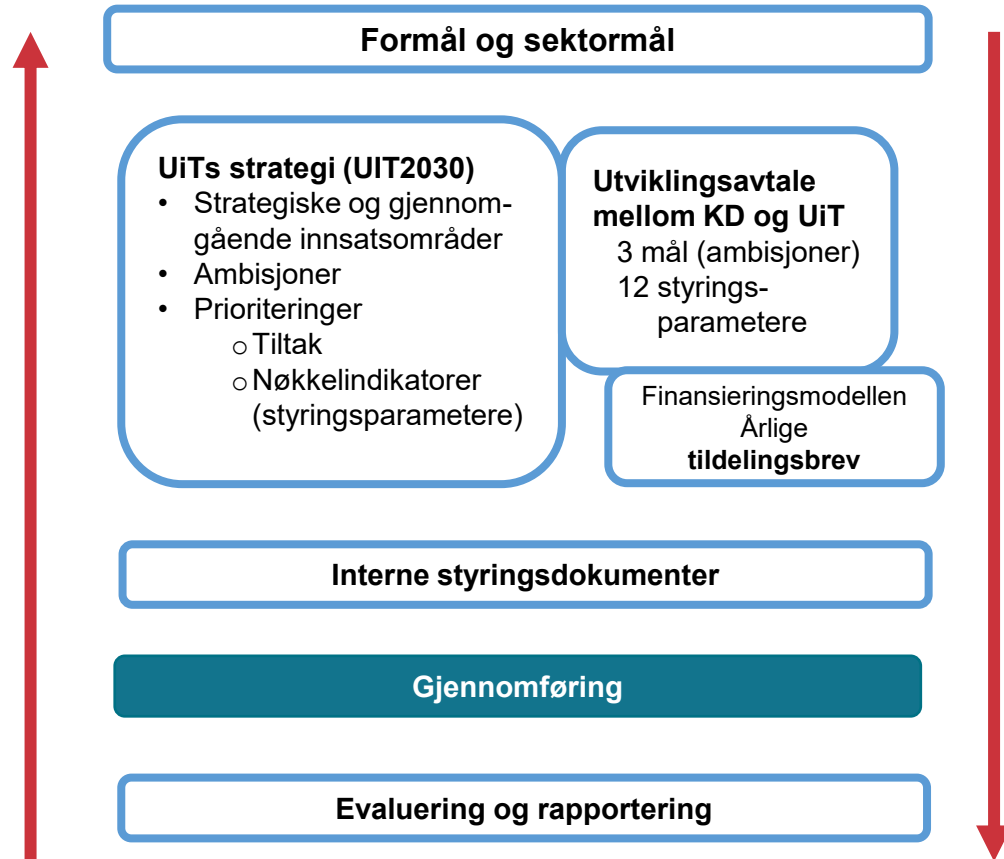 Formål og sektormål
UiTs strategi (UIT2030)
• Strategiske og gjennom-
gående innsatsområder
• Ambisjoner
• Prioriteringer
o Tiltak
o Nøkkelindikatorer
(styringsparametere)
Utviklingsavtale
mellom KD og UiT
3 mål (ambisjoner)
12 styrings-
parametere
Finansieringsmodellen
Årlige
tildelingsbrev
Interne styringsdokumenter
Gjennomføring
Evaluering og rapportering